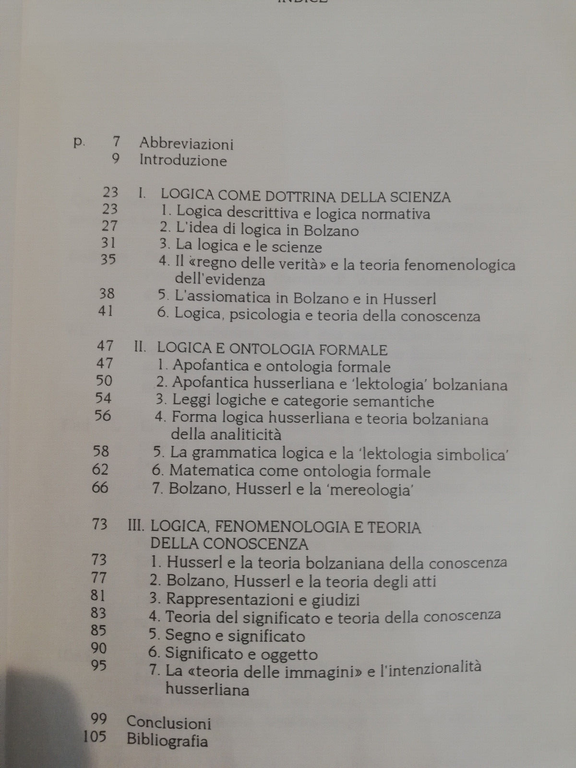 INDICE
p. 7 Abbreviazioni
9 Introduzione
23 I. LOGICA COME DOTTRINA DELLA SCIENZA
23 1. Logica descrittiva e logica normativa
27 2. L'idea di logica in Bolzano
31 3. La logica e le scienze
35 4. Il «regno delle verità» e la teoria fenomenologica
dell'evidenza
38 5. L'assiomatica in Bolzano e in Husserl
41 6. Logica, psicologia e teoria della conoscenza
47 II. LOGICA E ONTOLOGIA FORMALE
47 1. Apofantica e ontologia formale
50 2. Apofantica husserliana e 'lektologia' bolzaniana
54 3. Leggi logiche e categorie semantiche
56 4. Forma logica husserliana e teoria bolzaniana
della analiticità
58 5. La grammatica logica e la 'lektologia simbolica'
62 6. Matematica come ontologia formale
66 7. Bolzano, Husserl e la 'mereologia'
73 III. LOGICA, FENOMENOLOGIA E TEORIA
DELLA CONOSCENZA
73 1. Husserl e la teoria bolzaniana della conoscenza
77 2. Bolzano, Husserl e la teoria degli atti
81 3. Rappresentazioni e giudizi
83 4. Teoria del significato e teoria della conoscenza
85 5. Segno e significato
90 6. Significato e oggetto
95 7. La «teoria delle immagini» e l'intenzionalità
husserliana
99 Conclusioni
105 Bibliografia